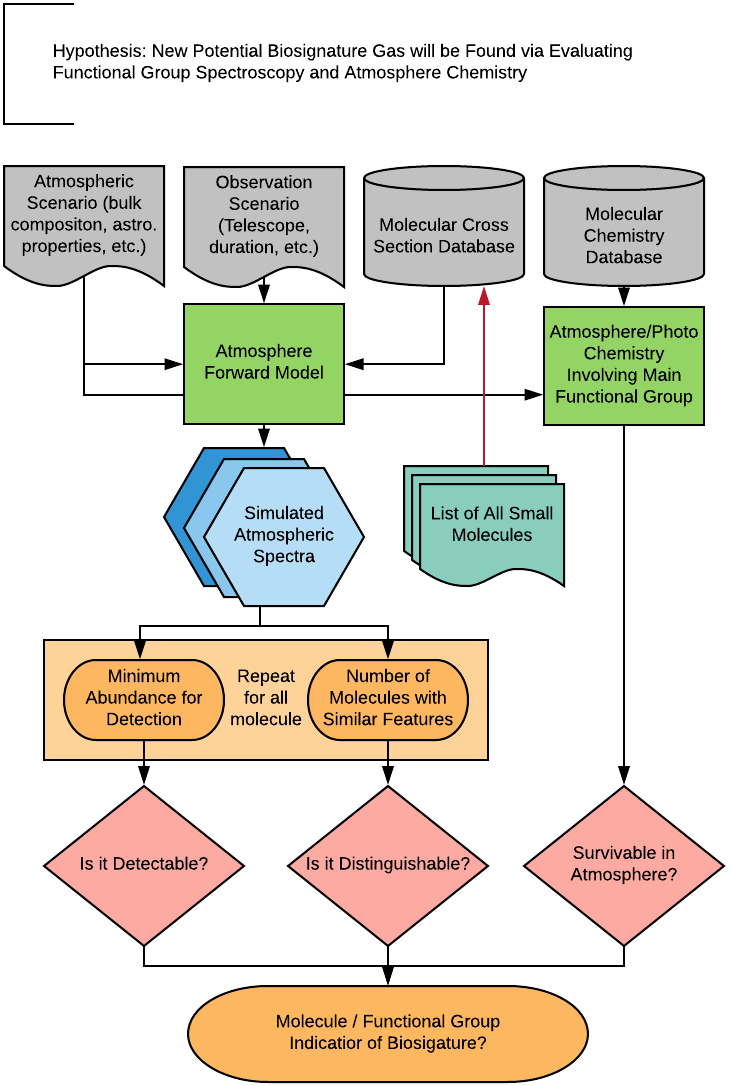 Hypothesis: New Potential Biosignature Gas will be Found via Evaluating
Functional Group Spectroscopy and Atmosphere Chemistry
Atmospheric
Scenario (bulk
compositon, astro.
properties, etc.)
Observation
Scenario
(Telescope,
duration, etc.)
Molecular Cross
Section Database
Molecular
Chemistry
Database
Atmosphere
Forward Model
Atmosphere/Photo
Chemistry
Involving Main
Functional Group
Simulated
Atmospheric
Spectra
List of All Small
Molecules
Minimum
Abundance for
Detection
Repeat
for all
molecule
Number of
Molecules with
Similar Features
Is it Detectable?
Is it Distinguishable?
Survivable in
Atmosphere?
Molecule / Functional Group
Indicatior of Biosigature?